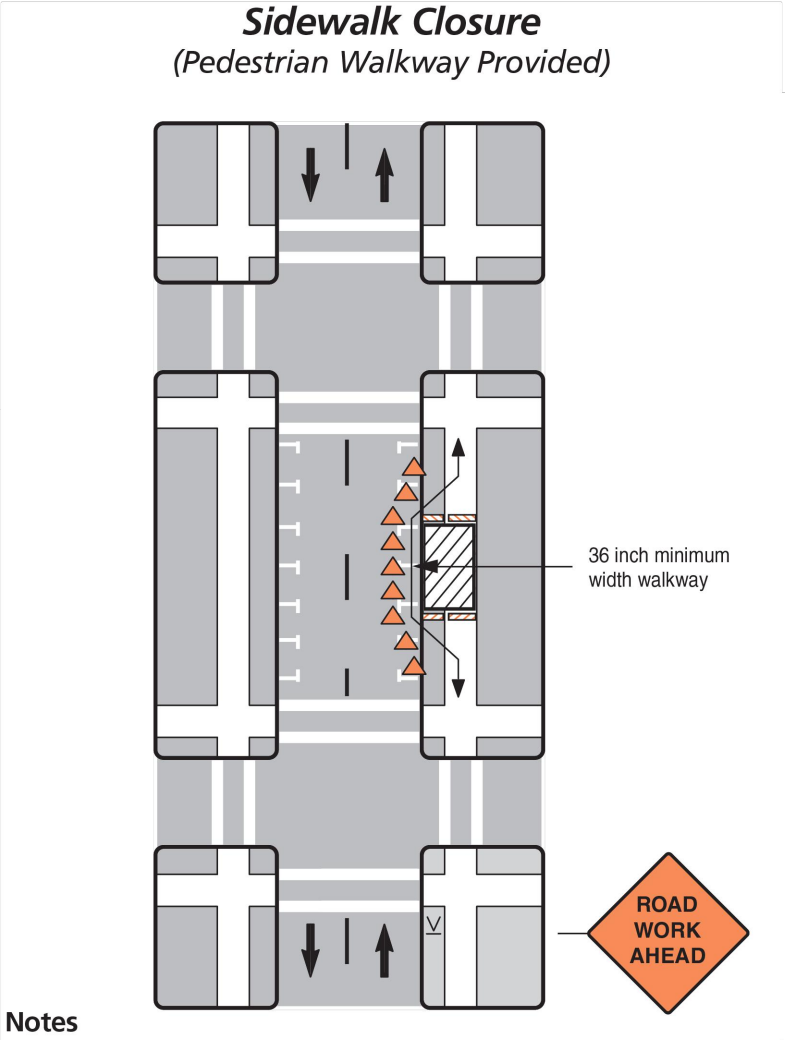 Sidewalk Closure
(Pedestrian Walkway Provided)
36 inch minimum
width walkway
ROAD
WORK
AHEAD
Notes